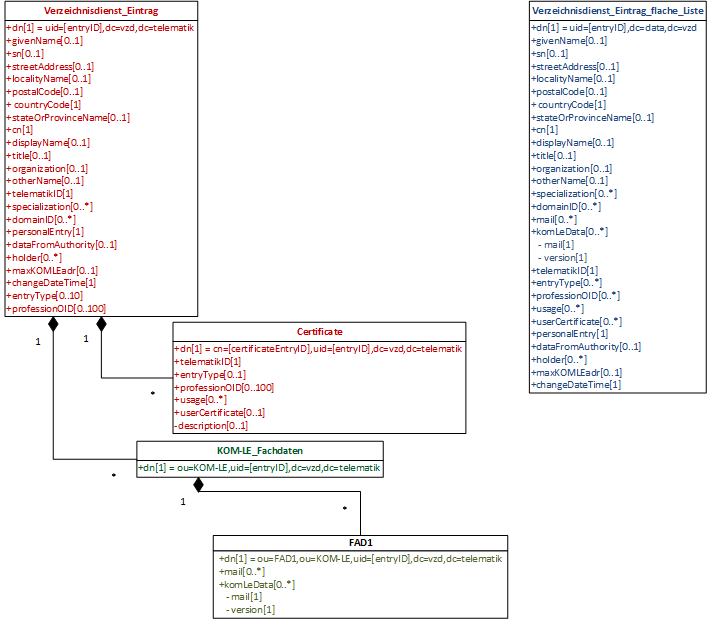 Verzeichnisdienst_Eintrag
+dn[1] = uid=[entryID],dc=vzd,dc=telematik
+givenName[0..1]
+sn[0..1]
+streetAddress[0..1]
+localityName[0..1]
+postalCode[0..1]
+ countryCode[1]
+stateOrProvinceName[0..1]
+cn[1]
+displayName[0..1]
+title[0..1]
+organization[0..1]
+otherName[0..1]
+telematikID[1]
+specialization[0..*]
+domainID[0..*]
+personalEntry[1]
+dataFromAuthority[0..1]
+holder[0..*]
+maxKOMLEadr[0..1]
+changeDateTime[1]
+entryType[0..10]
+professionOID[0..100]
1
1
*
Certificate
+dn[1] = cn=[certificateEntryID],uid=[entryID],dc=vzd,dc=telematik
+telematikID[1]
+entryType[0..1]
+professionOID[0..100]
+usage[0..*]
+userCertificate[0..1]
-description[0..1]
*
KOM-LE_Fachdaten
+dn[1] = ou=KOM-LE,uid=[entryID],dc=vzd,dc=telematik
1
*
FAD1
+dn[1] = ou=FAD1,ou=KOM-LE,uid=[entryID],dc=vzd,dc=telematik
+mail[0..*]
+komLeData[0..*]
- mail[1]
- version[1]
Verzeichnisdienst_Eintrag_flache_Liste
+dn[1] = uid=[entryID],dc=data,dc=vzd
+givenName[0..1]
+sn[0..1]
+streetAddress[0..1]
+localityName[0..1]
+postalCode[0..1]
+ countryCode[1]
+stateOrProvinceName[0..1]
+cn[1]
+displayName[0..1]
+title[0..1]
+organization[0..1]
+otherName[0..1]
+specialization[0..*]
+domainID[0..*]
+mail[0..*]
+komLeData[0..*]
- mail[1]
- version[1]
+telematikID[1]
+entryType[0..*]
+professionOID[0..*]
+usage[0..*]
+userCertificate[0..*]
+personalEntry[1]
+dataFromAuthority[0..1]
+holder[0..*]
+maxKOMLEadr[0..1]
+changeDateTime[1]